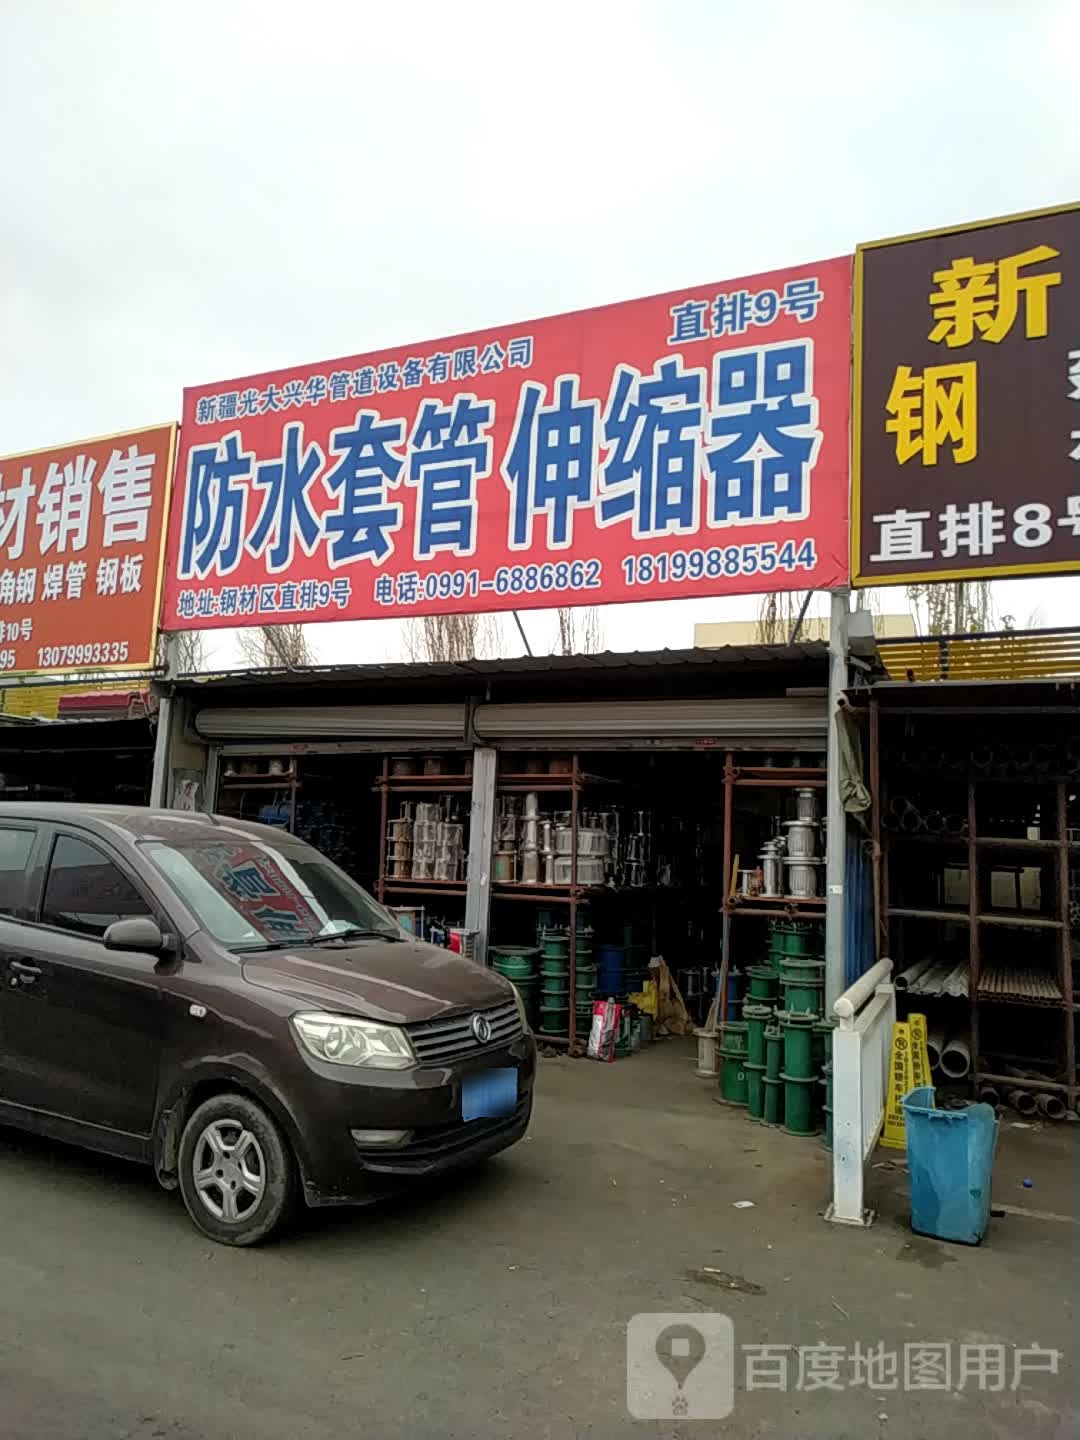 直排9号
新疆光大兴华管道设备有限公司
防水套管 伸缩器
地址:钢材区直排9号 电话:0991-6886862 18199885544
材销售
角钢 焊管 钢板
排10号
95 13079993335
新
钢
直排8号
百度地图用户